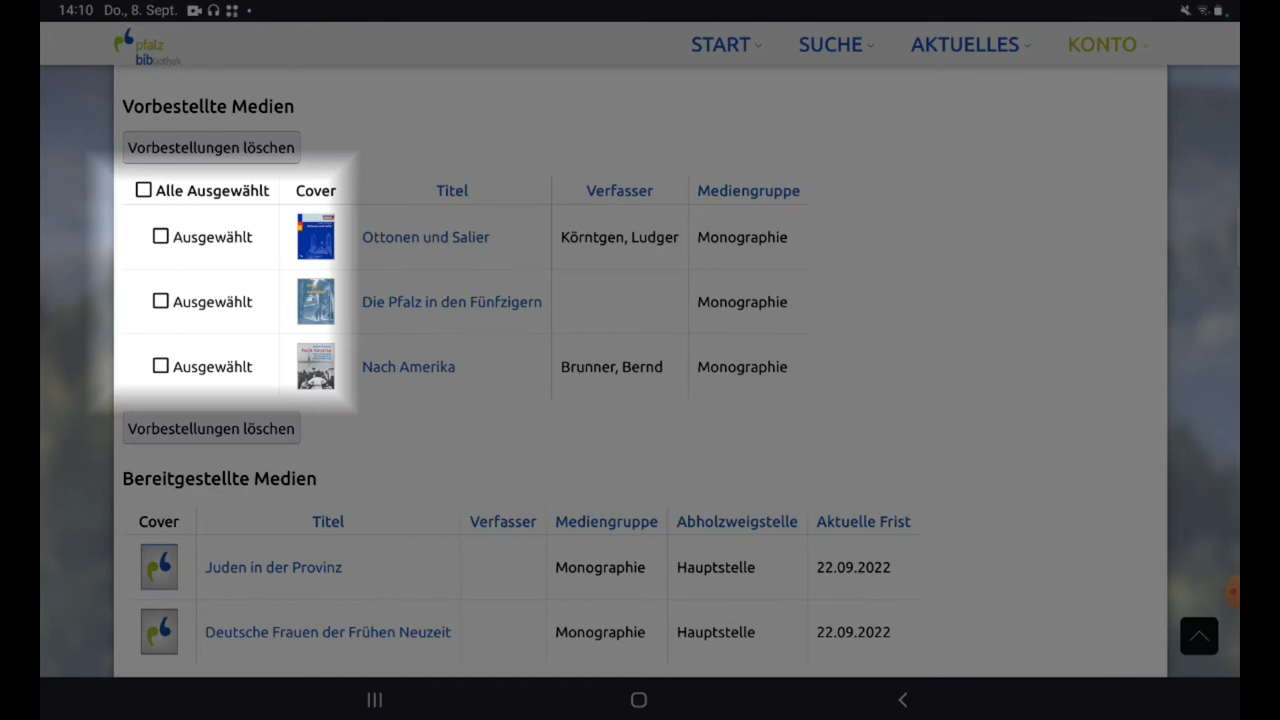 14:10 Do., 8. Sept.
pfalz
bibliothek
START SUCHE AKTUELLES KONTO
Vorbestellte Medien
Vorbestellungen löschen
Alle Ausgewählt Cover Titel Verfasser Mediengruppe
Ausgewählt Ottonen und Salier Körntgen, Ludger Monographie
Ausgewählt Die Pfalz in den Fünfzigern Monographie
Ausgewählt Nach Amerika Brunner, Bernd Monographie
Vorbestellungen löschen
Bereitgestellte Medien
Cover Titel Verfasser Mediengruppe Abholzweigstelle Aktuelle Frist
Juden in der Provinz Monographie Hauptstelle 22.09.2022
Deutsche Frauen der Frühen Neuzeit Monographie Hauptstelle 22.09.2022